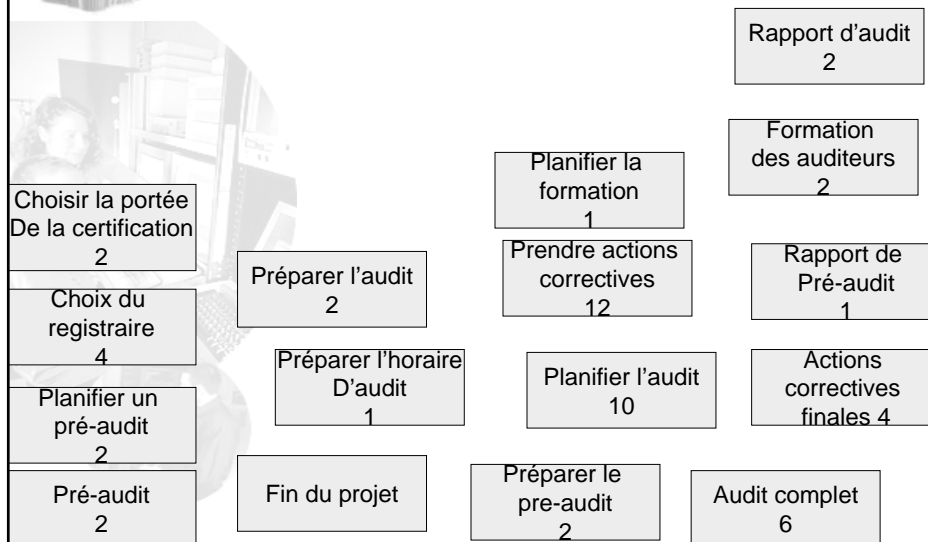 Rapport d'audit
2
Formation
des auditeurs
2
Planifier la
formation
1
Choisir la portée
De la certification
2
Prendre actions
correctives
12
Rapport de
Pré-audit
1
Préparer l'audit
2
Choix du
registraire
4
Préparer l'horaire
D'audit
1
Planifier l'audit
10
Actions
correctives
finales 4
Planifier un
pré-audit
2
Pré-audit
2
Fin du projet
Préparer le
pre-audit
2
Audit complet
6